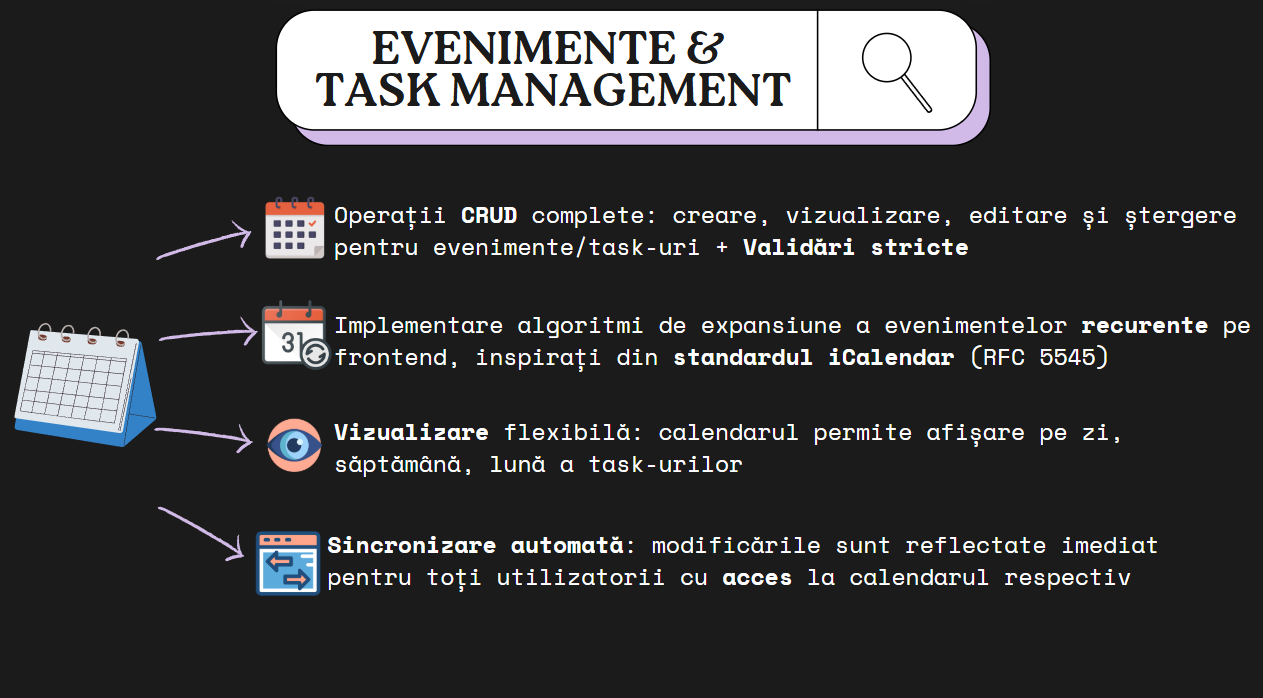 EVENIMENTE &
TASK MANAGEMENT
Operații CRUD complete: creare, vizualizare, editare și ștergere
pentru evenimente/task-uri + Validări stricte
31
Implementare algoritmi de expansiune a evenimentelor recurente pe
frontend, inspirați din standardul iCalendar (RFC 5545)
Vizualizare flexibilă: calendarul permite afișare pe zi,
săptămână, lună a task-urilor
Sincronizare automată: modificările sunt reflectate imediat
pentru toți utilizatorii cu acces la calendarul respectiv